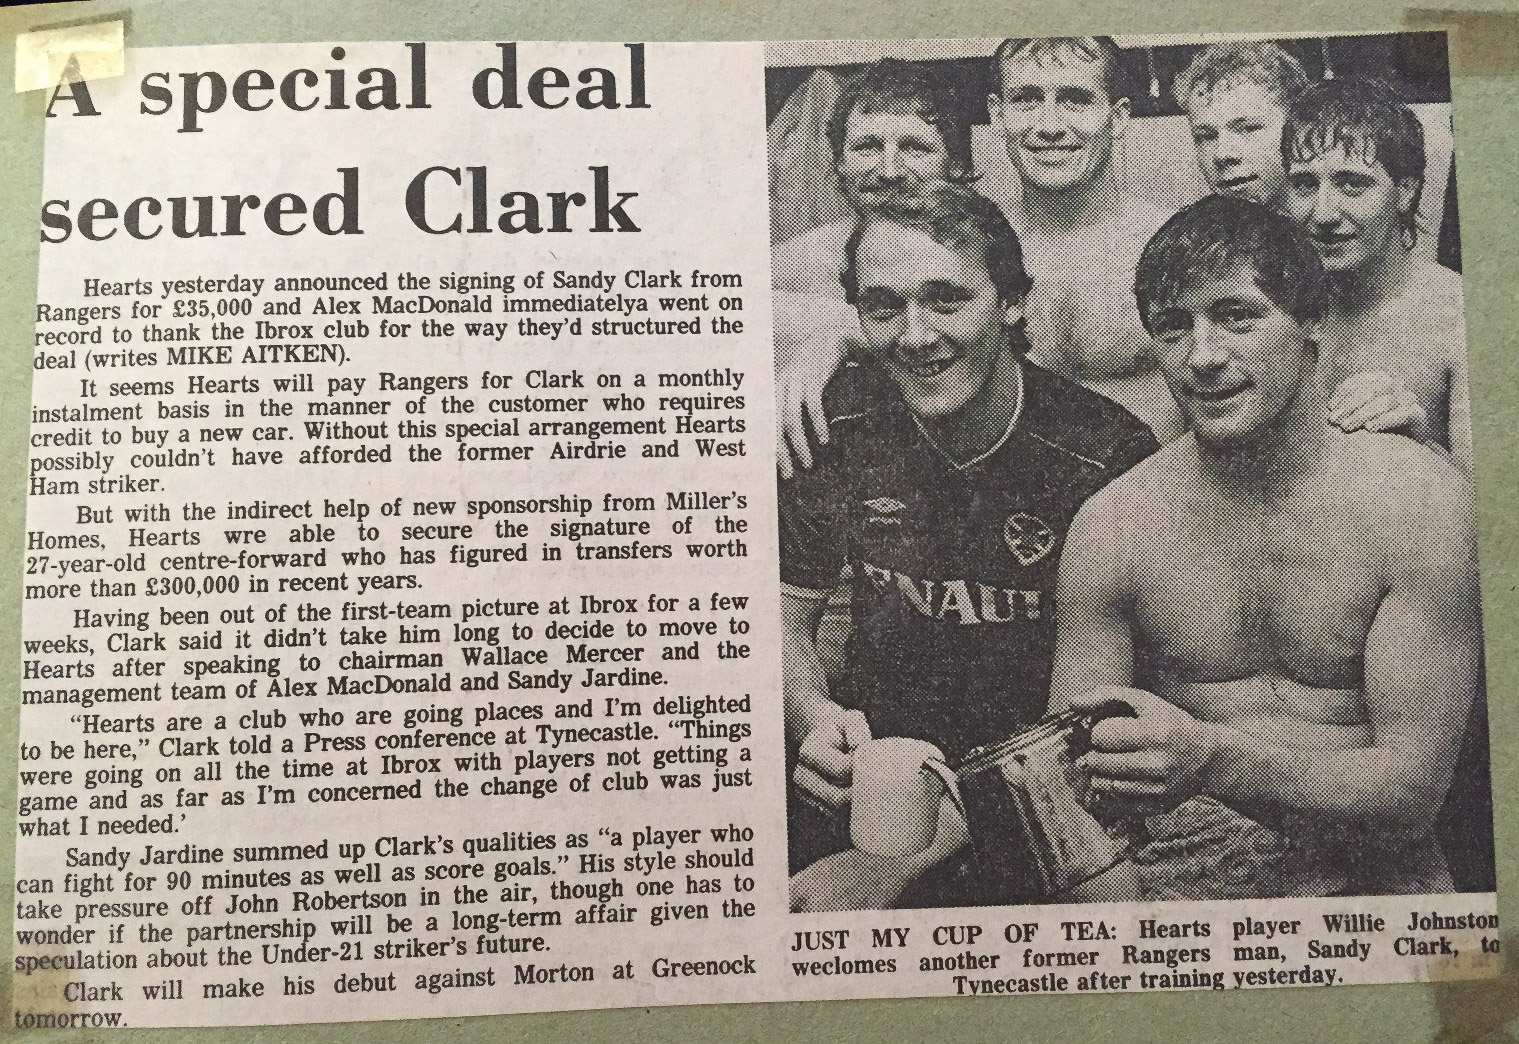 A special deal
secured Clark
Hearts yesterday announced the signing of Sandy Clark from
Rangers for £35,000 and Alex MacDonald immediatelya went on
record to thank the Ibrox club for the way they'd structured the
deal (writes MIKE AITKEN).
It seems Hearts will pay Rangers for Clark on a monthly
instalment basis in the manner of the customer who requires
credit to buy a new car. Without this special arrangement Hearts
possibly couldn't have afforded the former Airdrie and West
Ham striker.
But with the indirect help of new sponsorship from Miller's
Homes, Hearts wre able to secure the signature of the
27-year-old centre-forward who has figured in transfers worth
more than £300,000 in recent years.
Having been out of the first-team picture at Ibrox for a few
weeks, Clark said it didn't take him long to decide to move to
Hearts after speaking to chairman Wallace Mercer and the
management team of Alex MacDonald and Sandy Jardine.
“Hearts are a club who are going places and I'm delighted
to be here,” Clark told a Press conference at Tynecastle. “Things
were going on all the time at Ibrox with players not getting a
game and as far as I'm concerned the change of club was just
what I needed.'
Sandy Jardine summed up Clark's qualities as “a player who
can fight for 90 minutes as well as score goals.” His style should
take pressure off John Robertson in the air, though one has to
wonder if the partnership will be a long-term affair given the
speculation about the Under-21 striker's future.
Clark will make his debut against Morton at Greenock
tomorrow.
NAU
JUST MY CUP OF TEA: Hearts player Willie Johnston
weclomes another former Rangers man, Sandy Clark, to
Tynecastle after training yesterday.